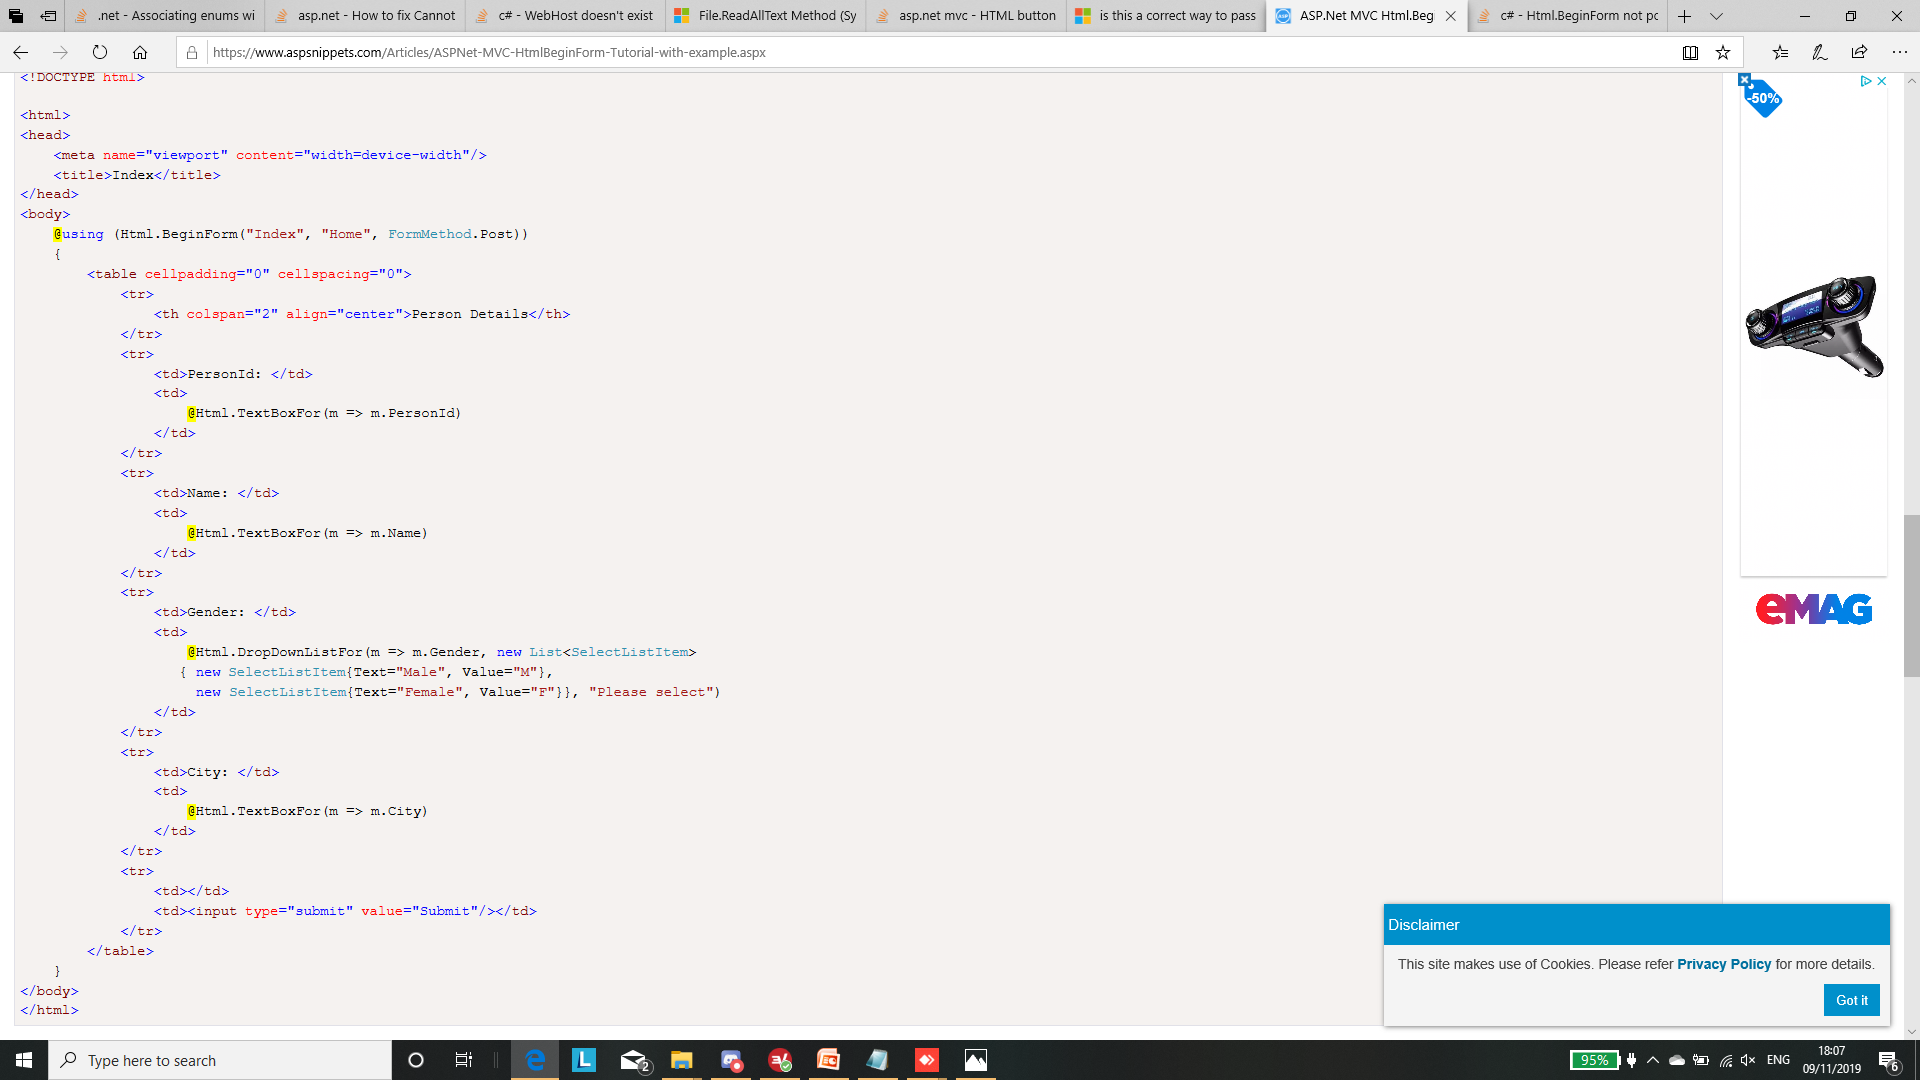 .net - Associating enums wi
asp.net - How to fix Cannot
c# - WebHost doesn't exist
File.ReadAllText Method (Sy
asp.net mvc - HTML button
is this a correct way to pass
ASP.Net MVC Html.Begi
c# - Html.BeginForm not po
https://www.aspsnippets.com/Articles/ASPNet-MVC-HtmlBeginForm-Tutorial-with-example.aspx
<!DOCTYPE html>
<html>
<head>
<meta name="viewport" content="width=device-width"/>
<title>Index</title>
</head>
<body>
@using (Html.BeginForm("Index", "Home", FormMethod.Post))
{
<table cellpadding="0" cellspacing="0">
<tr>
<th colspan="2" align="center">Person Details</th>
</tr>
<tr>
<td>PersonId: </td>
<td>
@Html.TextBoxFor(m => m.PersonId)
</td>
</tr>
<tr>
<td>Name: </td>
<td>
@Html.TextBoxFor(m => m.Name)
</td>
</tr>
<tr>
<td>Gender: </td>
<td>
@Html.DropDownListFor(m => m.Gender, new List<SelectListItem>
{ new SelectListItem{Text="Male", Value="M"},
new SelectListItem{Text="Female", Value="F"}}, "Please select")
</td>
</tr>
<tr>
<td>City: </td>
<td>
@Html.TextBoxFor(m => m.City)
</td>
</tr>
<tr>
<td></td>
<td><input type="submit" value="Submit"/></td>
</tr>
</table>
}
</body>
</html>
-50%
eMAG
Disclaimer
This site makes use of Cookies. Please refer Privacy Policy for more details.
Got it
Type here to search
L
2
95%
ENG
18:07
09/11/2019
6